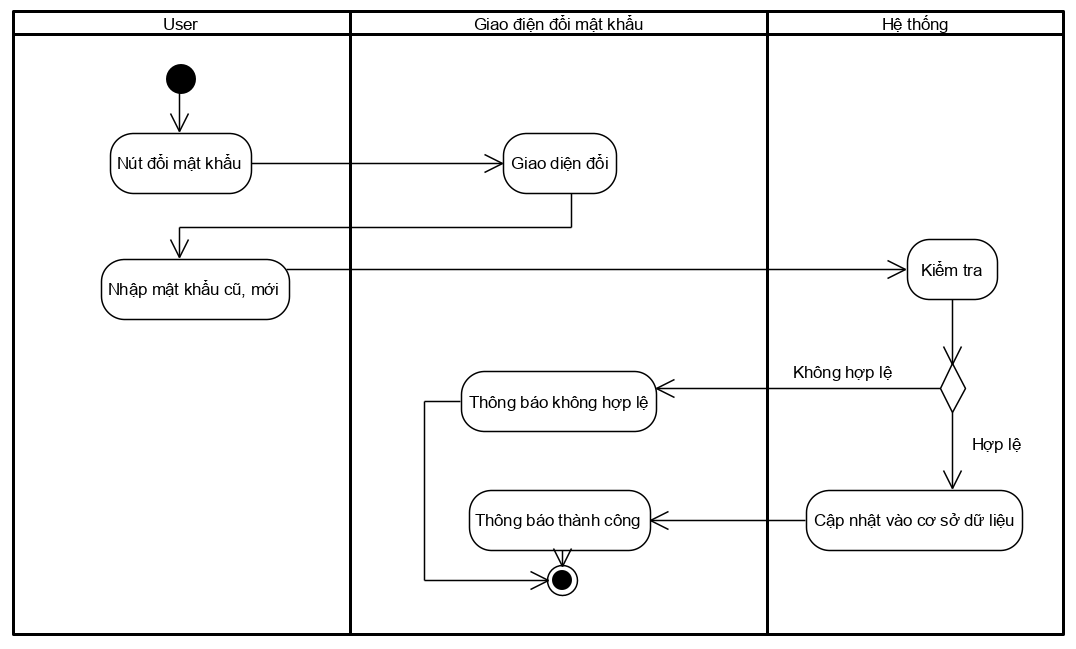 User
Giao điện đổi mật khẩu
Hệ thống
Nút đổi mật khẩu
Giao diện đổi
Nhập mật khẩu cũ, mới
Kiểm tra
Không hợp lệ
Thông báo không hợp lệ
Hợp lệ
Thông báo thành công
Cập nhật vào cơ sở dữ liệu